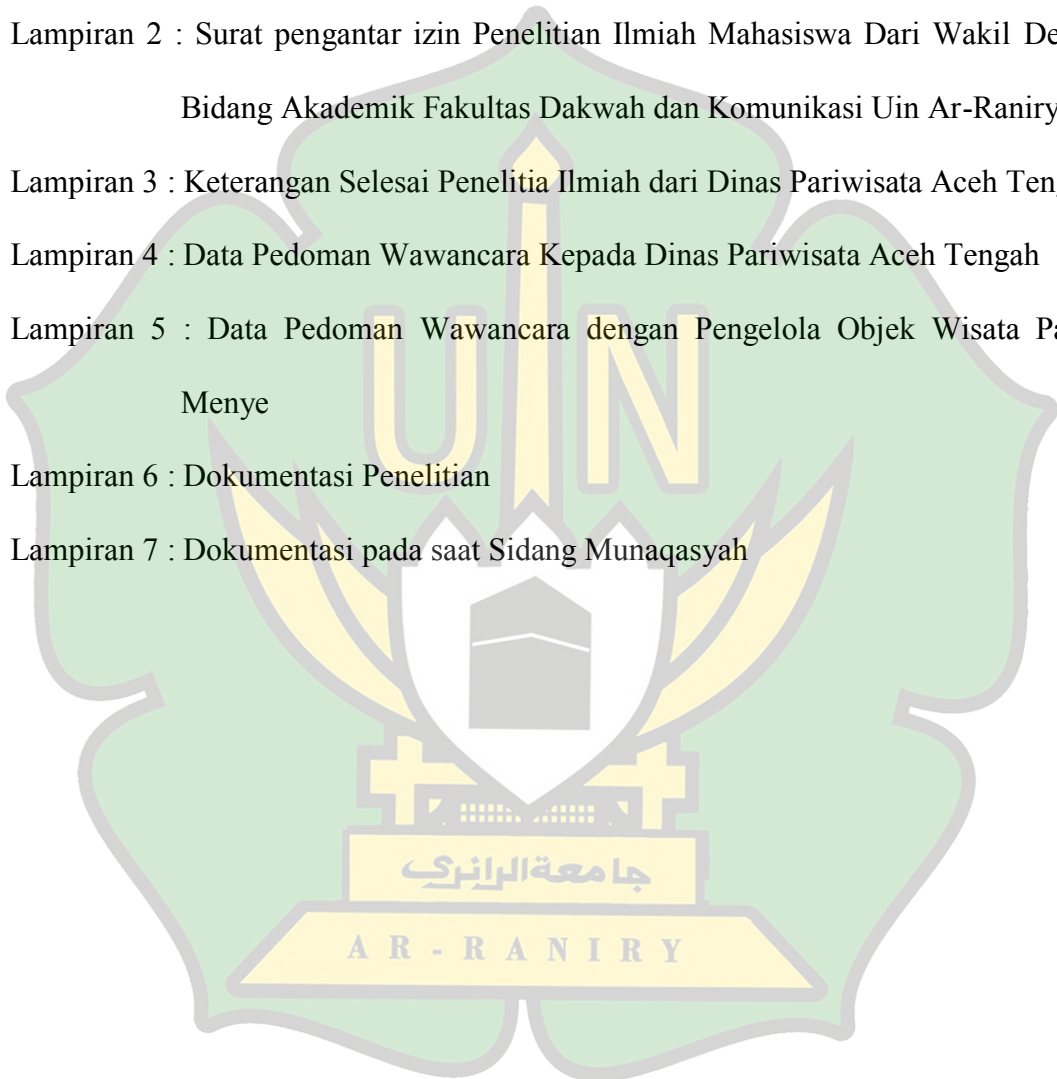 Lampiran 2 : Surat pengantar izin Penelitian Ilmiah Mahasiswa Dari Wakil
Bidang Akademik Fakultas Dakwah dan Komunikasi Uin Ar-Raniry
Lampiran 3 : Keterangan Selesai Penelitia Ilmiah dari Dinas Pariwisata Aceh
Lampiran 4 : Data Pedoman Wawancara Kepada Dinas Pariwisata Aceh Tengah
Lampiran 5 : Data Pedoman Wawancara dengan Pengelola Objek Wisata
Menye
Lampiran 6 : Dokumentasi Penelitian
Lampiran 7 : Dokumentasi pada saat Sidang Munaqasyah
UIN
جامعة الرانري
AR-RANIRY